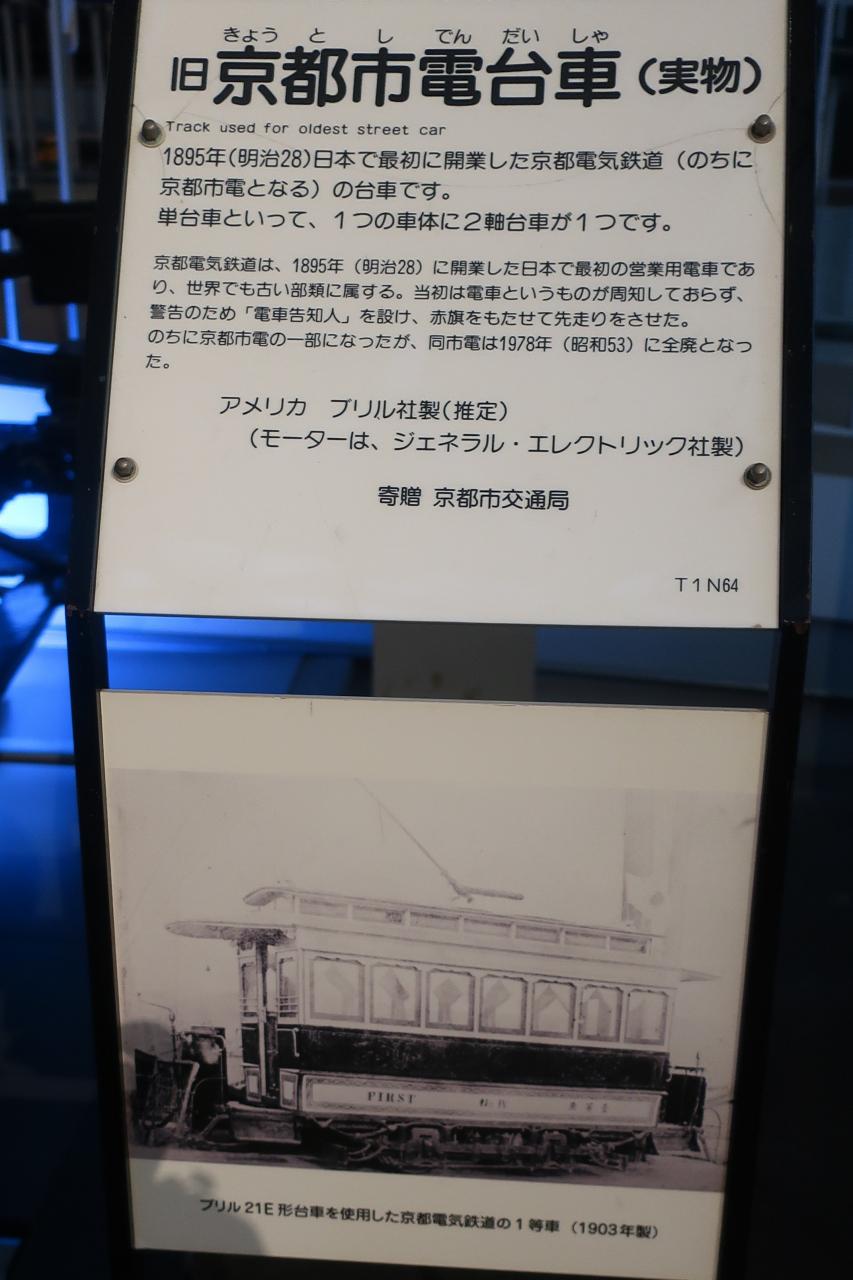 きょう と し でん だい しゃ
旧京都市電台車(実物)
Track used for oldest street car
1895年(明治28)日本で最初に開業した京都電気鉄道(のちに
京都市電となる)の台車です。
単台車といって、1つの車体に2軸台車が1つです。
京都電気鉄道は、1895年(明治28)に開業した日本で最初の営業用電車であ
り、世界でも古い部類に属する。当初は電車というものが周知しておらず、
警告のため「電車告知人」を設け、赤旗をもたせて先走りをさせた。
のちに京都市電の一部になったが、同市電は1978年(昭和53)に全廃となっ
た。
アメリカ ブリル社製(推定)
(モーターは、ジェネラル・エレクトリック社製)
寄贈 京都市交通局
T1N64
FIRST
ブリル21E形台車を使用した京都電気鉄道の1等車 (1903年製)